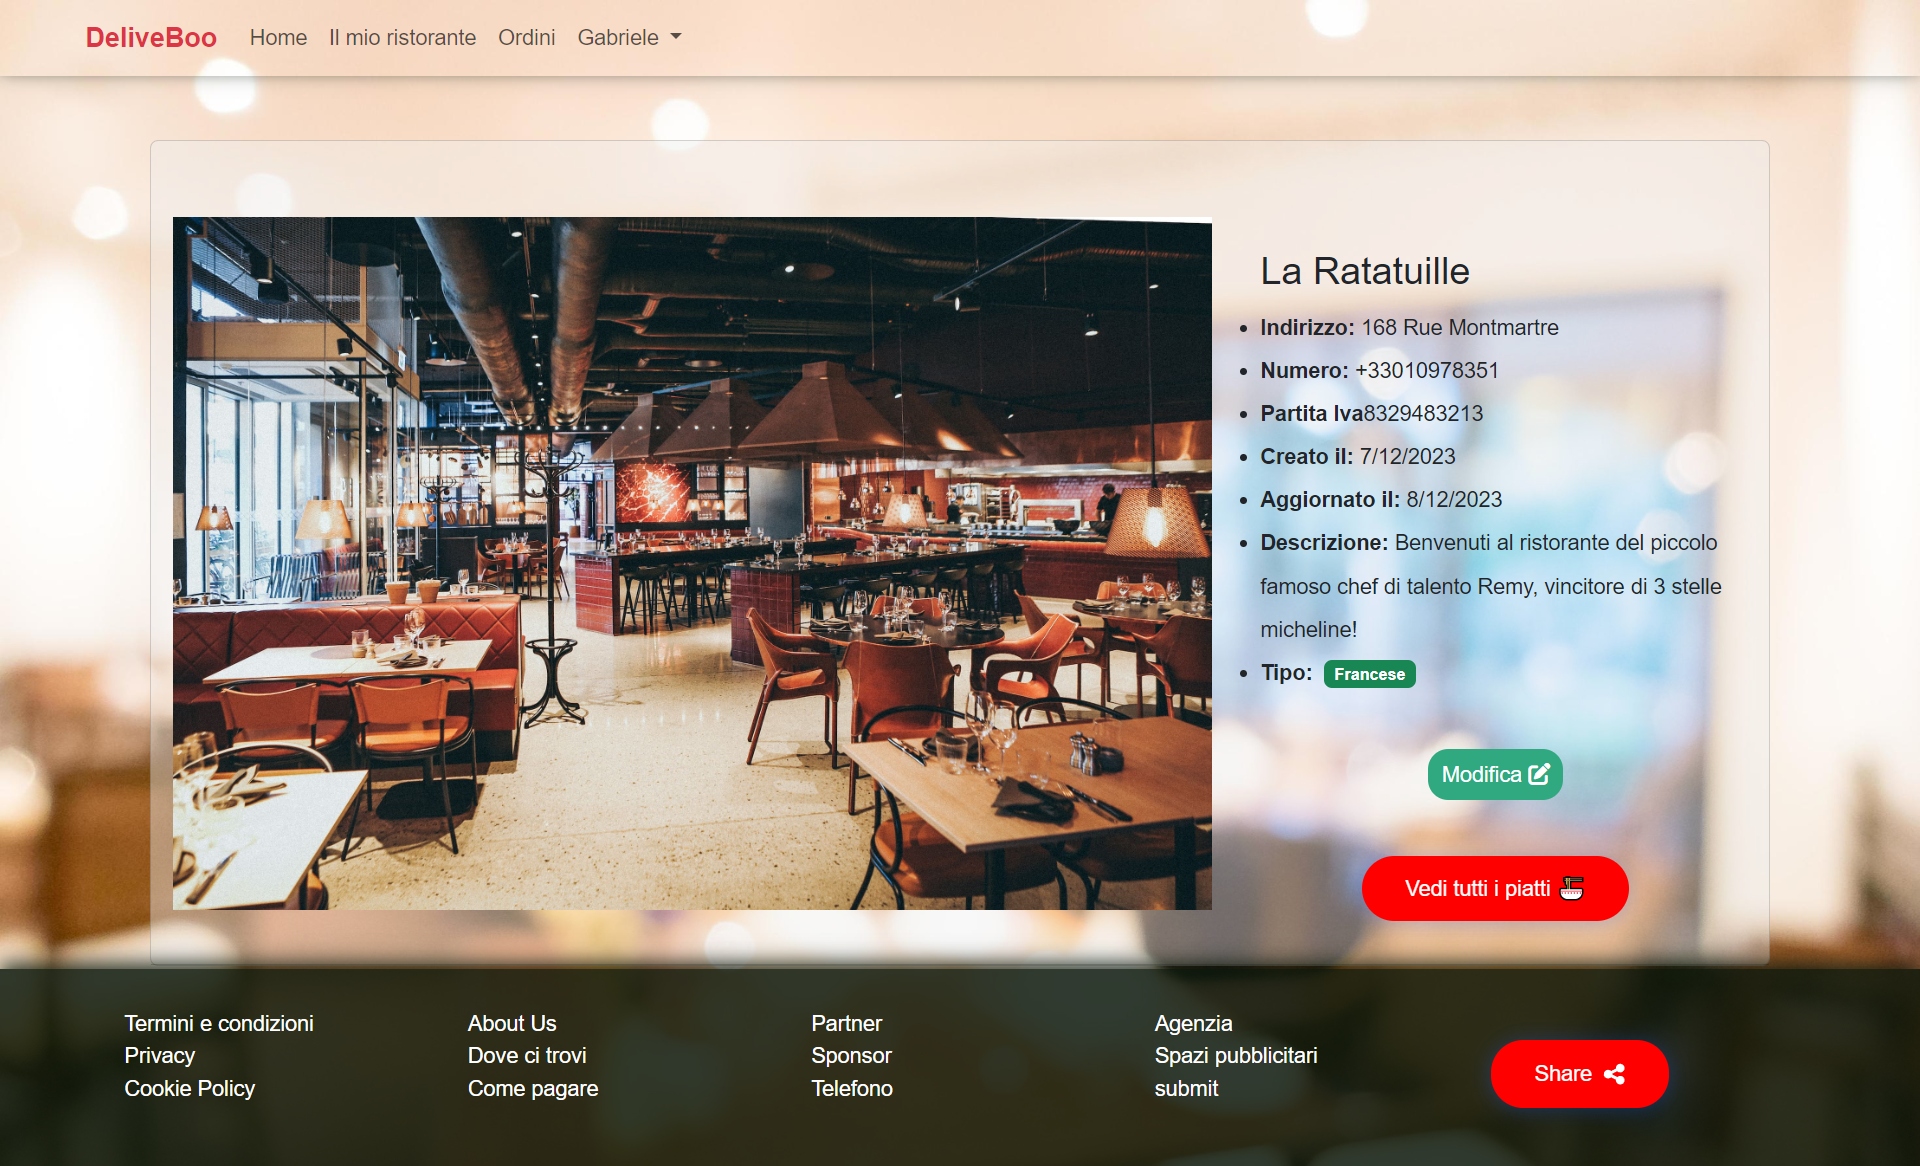 DeliveBoo Home Il mio ristorante Ordini Gabriele
La Ratatuille
Indirizzo: 168 Rue Montmartre
Numero: +33010978351
Partita Iva8329483213
Creato il: 7/12/2023
Aggiornato il: 8/12/2023
Descrizione: Benvenuti al ristorante del piccolo
famoso chef di talento Remy, vincitore di 3 stelle
micheline!
Tipo: Francese
Modifica
Vedi tutti i piatti
Termini e condizioni
Privacy
Cookie Policy
About Us
Dove ci trovi
Come pagare
Partner
Sponsor
Telefono
Agenzia
Spazi pubblicitari
submit
Share